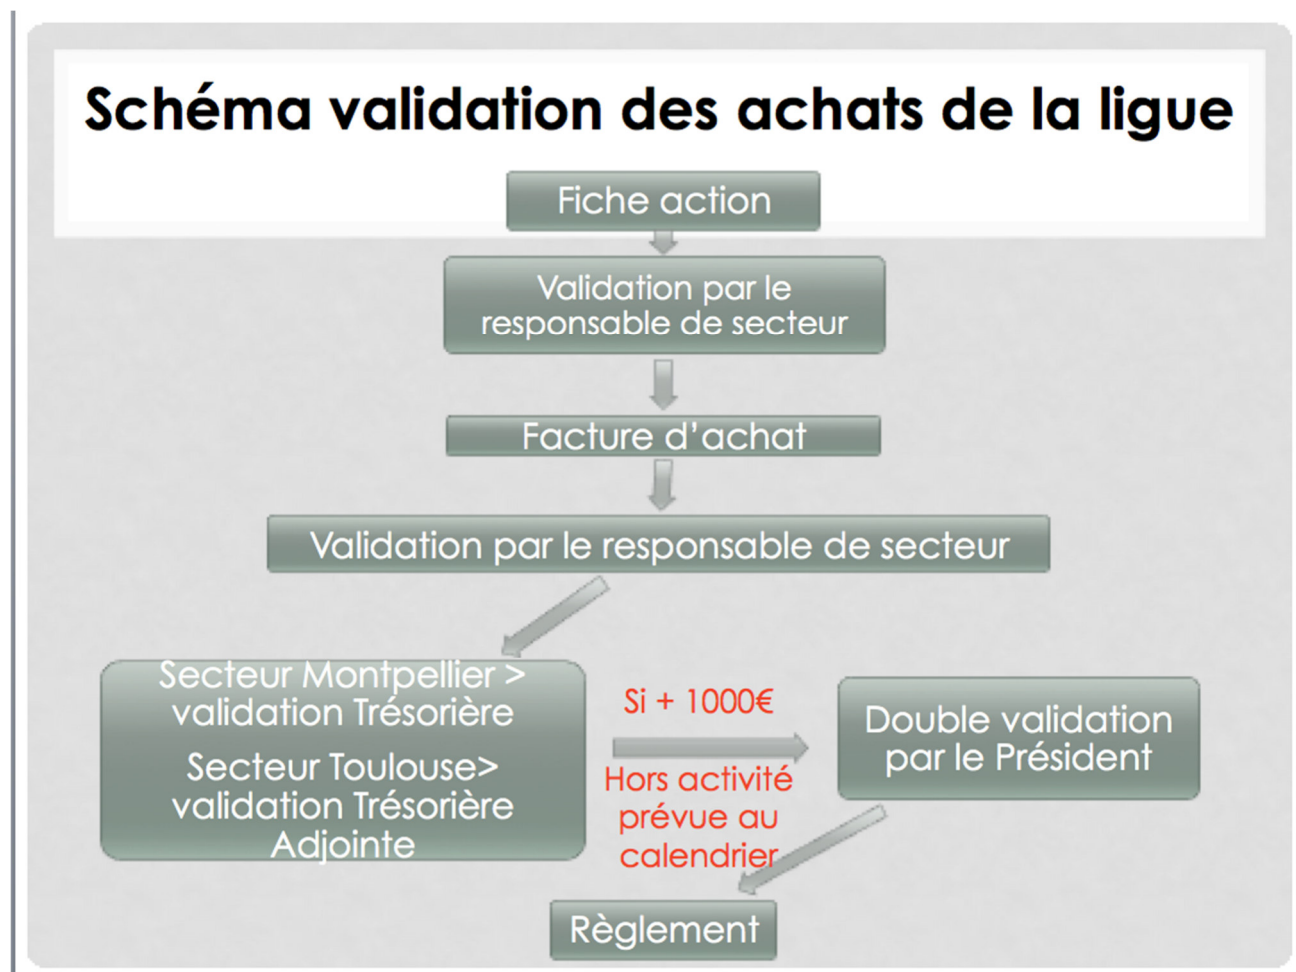 Schéma validation des achats de la ligue
Fiche action
Validation par le
responsable de secteur
Facture d’achat
Validation par le responsable de secteur
Secteur Montpellier >
validation Trésorière
Secteur Toulouse>
validation Trésorière
Adjointe
Si + 1000€
Hors activité
prévue au
calendrier
Double validation
par le Président
Règlement